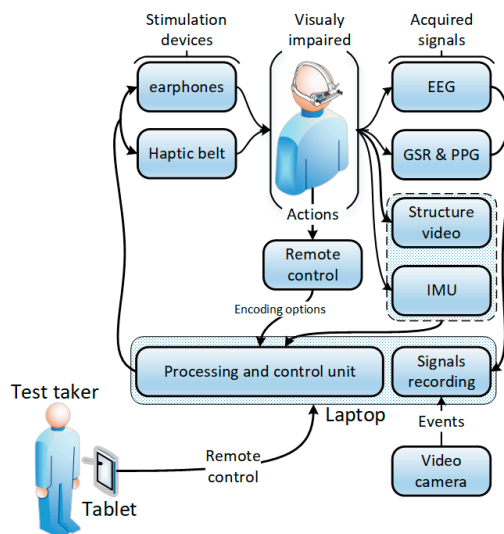 Stimulation
devices
Visualy
impaired
Acquired
signals
earphones
EEG
Haptic belt
GSR & PPG
Structure
video
Actions
Remote
control
IMU
Encoding options
Processing and control unit
Signals
recording
Test taker
Laptop
Events
Remote
control
Video
camera
Tablet